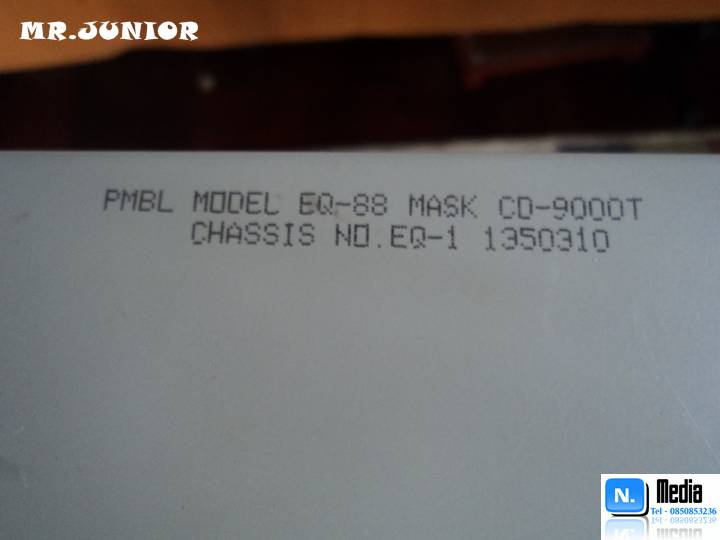 MR.JUNIOR
PMBL MODEL EQ-88 MASK CD-9000T
CHASSIS NO.EQ-1 1350310
N. Media
Tel - 0850853236